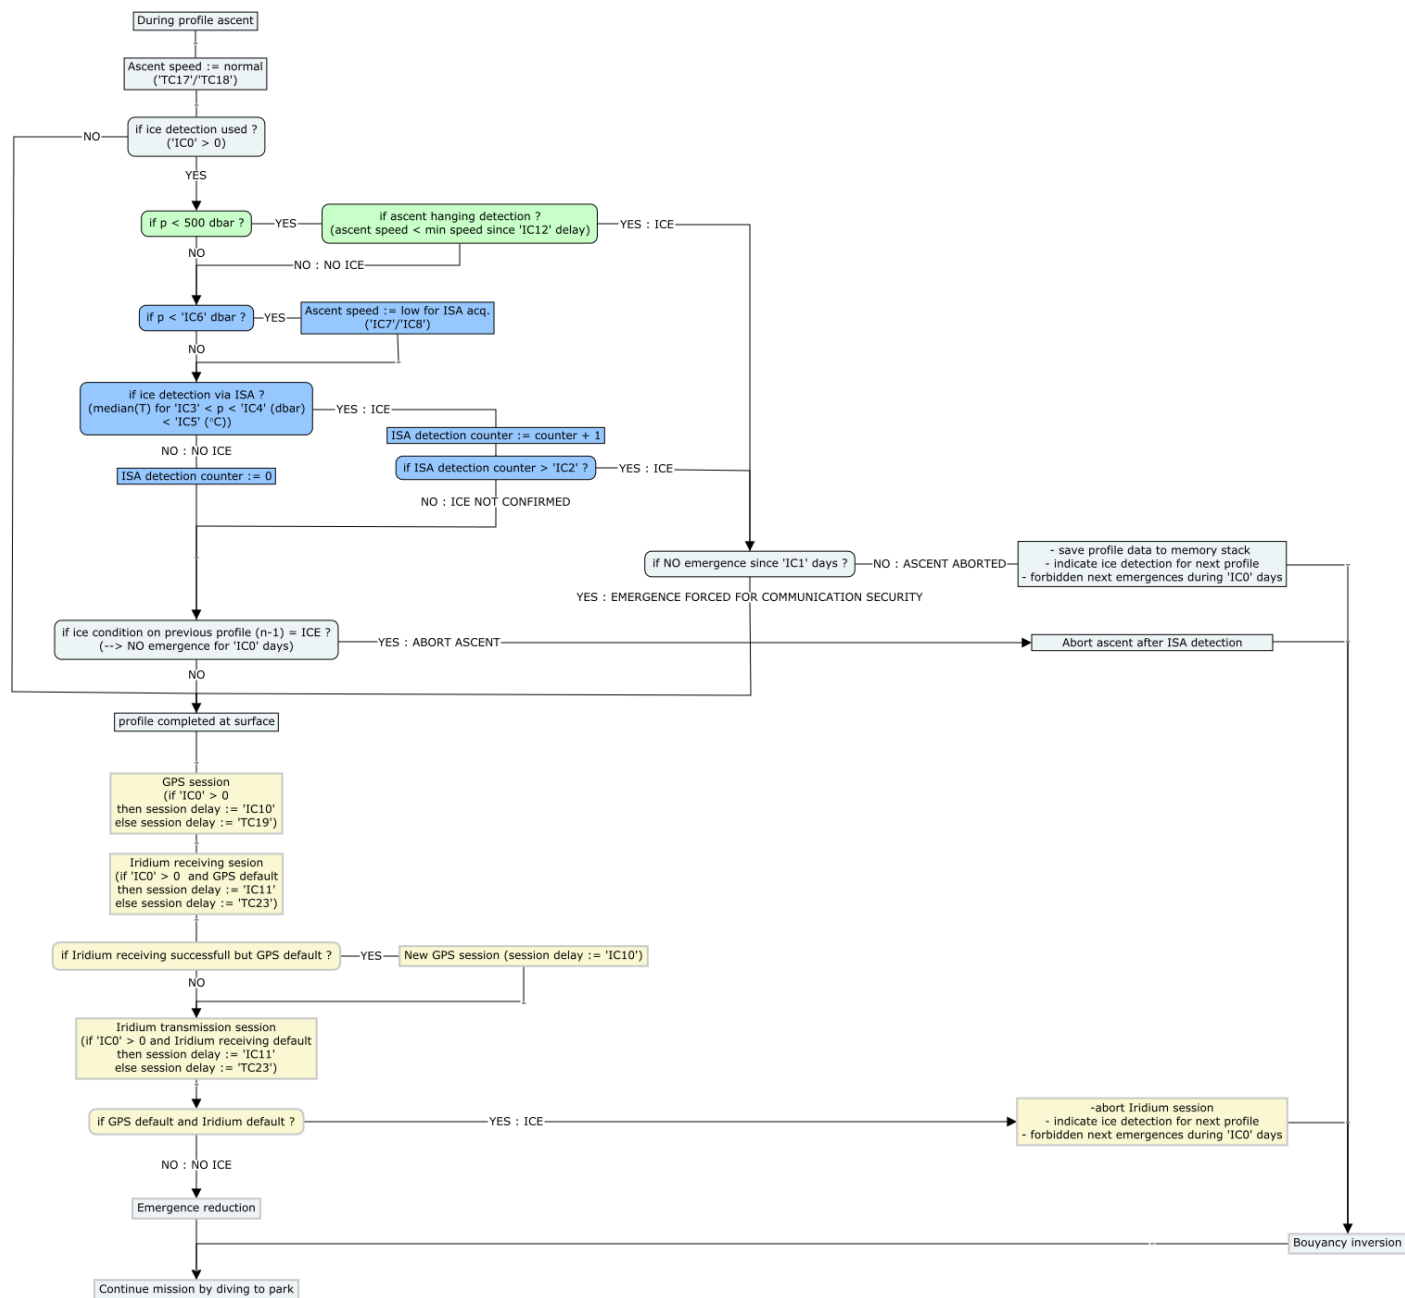 During profile ascent
Ascent speed := normal
('TC17'/'TC18')
if ice detection used ?
('IC0' > 0)
NO
YES
if p < 500 dbar ?
YES
if ascent hanging detection ?
(ascent speed < min speed since 'IC12' delay)
YES : ICE
NO
NO : NO ICE
if p < 'IC6' dbar ?
YES
Ascent speed := low for ISA acq.
('IC7'/'IC8')
NO
if ice detection via ISA ?
(median(T) for 'IC3' < p < 'IC4' (dbar)
< 'IC5' (°C))
YES : ICE
ISA detection counter := counter + 1
NO : NO ICE
ISA detection counter := 0
if ISA detection counter > 'IC2' ?
YES : ICE
NO : ICE NOT CONFIRMED
if NO emergence since 'IC1' days ?
NO : ASCENT ABORTED
- save profile data to memory stack
- indicate ice detection for next profile
- forbidden next emergences during 'IC0' days
YES : EMERGENCE FORCED FOR COMMUNICATION SECURITY
if ice condition on previous profile (n-1) = ICE ?
(--> NO emergence for 'IC0' days)
YES : ABORT ASCENT
Abort ascent after ISA detection
NO
profile completed at surface
GPS session
(if 'IC0' > 0
then session delay := 'IC10'
else session delay := 'TC19')
Iridium receiving sesion
(if 'IC0' > 0 and GPS default
then session delay := 'IC11'
else session delay := 'TC23')
if Iridium receiving successfull but GPS default ?
YES
New GPS session (session delay := 'IC10')
NO
Iridium transmission session
(if 'IC0' > 0 and Iridium receiving default
then session delay := 'IC11'
else session delay := 'TC23')
if GPS default and Iridium default ?
YES : ICE
-abort Iridium session
- indicate ice detection for next profile
- forbidden next emergences during 'IC0' days
NO : NO ICE
Emergence reduction
Bouyancy inversion
Continue mission by diving to park